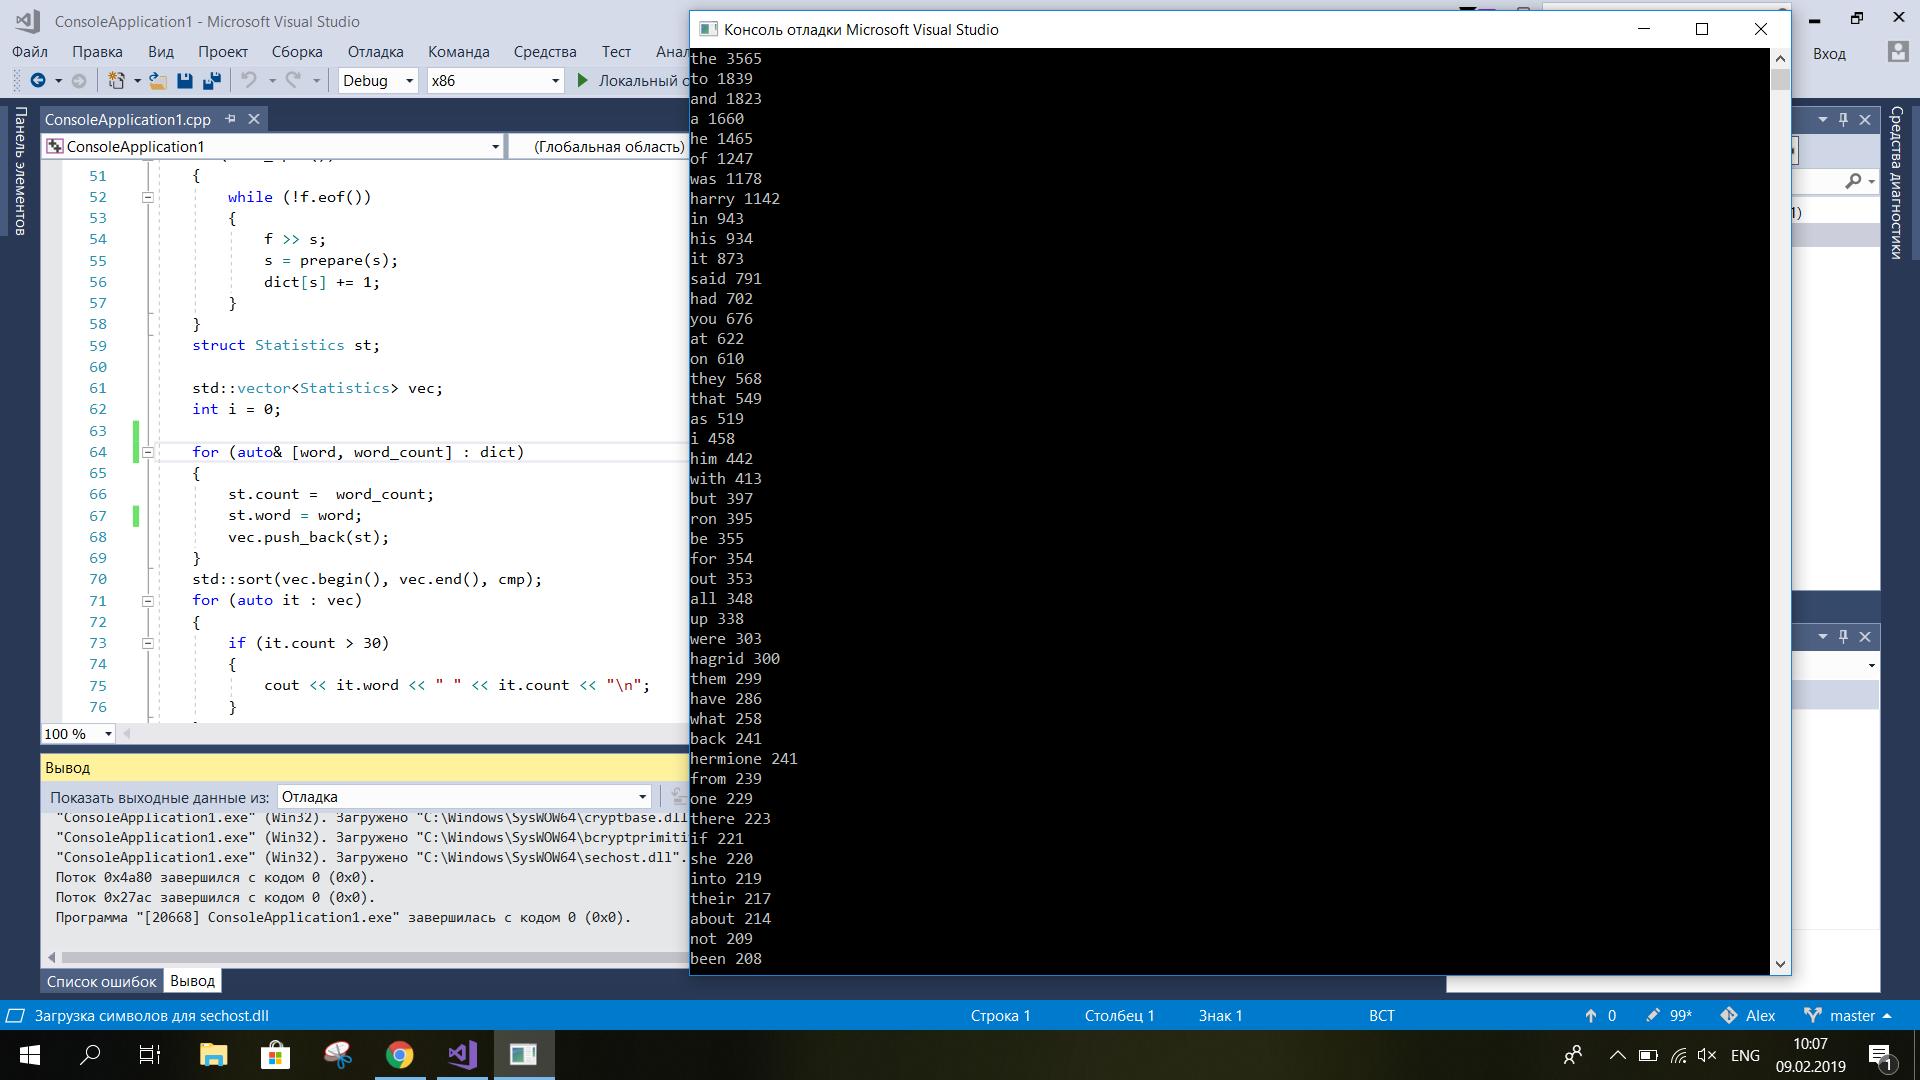 ConsoleApplication1 - Microsoft Visual Studio
Файл Правка Вид Проект Сборка Отладка Команда Средства Тест
Debug x86 Локальный
Вход
Панель элементов
ConsoleApplication1.cpp
ConsoleApplication1 (Глобальная область)
51 {
52 while (!f.eof())
53 {
54 f >> s;
55 s = prepare(s);
56 dict[s] += 1;
57 }
58 }
59 struct Statistics st;
60
61 std::vector<Statistics> vec;
62 int i = 0;
63
64 for (auto& [word, word_count] : dict)
65 {
66 st.count =  word_count;
67 st.word = word;
68 vec.push_back(st);
69 }
70 std::sort(vec.begin(), vec.end(), cmp);
71 for (auto it : vec)
72 {
73 if (it.count > 30)
74 {
75 cout << it.word << " " << it.count << "\n";
76 }
100 %
Вывод
Показать выходные данные из: Отладка
"ConsoleApplication1.exe" (Win32). Загружено "C:\Windows\SysWOW64\cryptbase.dll
"ConsoleApplication1.exe" (Win32). Загружено "C:\Windows\SysWOW64\bcryptprimiti
"ConsoleApplication1.exe" (Win32). Загружено "C:\Windows\SysWOW64\sechost.dll".
Поток 0x4a80 завершился с кодом 0 (0x0).
Поток 0x27ac завершился с кодом 0 (0x0).
Программа "[20668] ConsoleApplication1.exe" завершилась с кодом 0 (0x0).
Список ошибок Вывод
Консоль отладки Microsoft Visual Studio
the 3565
to 1839
and 1823
a 1660
he 1465
of 1247
was 1178
harry 1142
in 943
his 934
it 873
said 791
had 702
you 676
at 622
on 610
they 568
that 549
as 519
i 458
him 442
with 413
but 397
ron 395
be 355
for 354
out 353
all 348
up 338
were 303
hagrid 300
them 299
have 286
what 258
back 241
hermione 241
from 239
one 229
there 223
if 221
she 220
into 219
their 217
about 214
not 209
been 208
Средства диагностики
Загрузка символов для sechost.dll Строка 1 Столбец 1 Знак 1 ВСТ 0 99* Alex master
ENG
10:07
09.02.2019
1